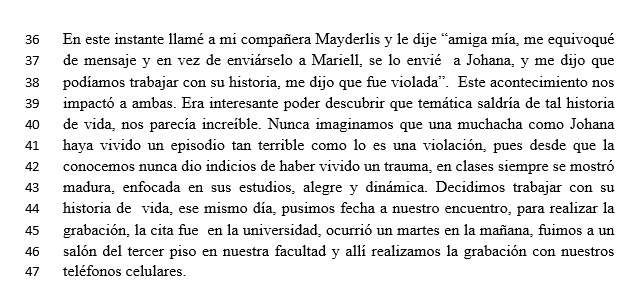 36 En este instante llamé a mi compañera Mayderlis y le dije “amiga mía, me equivoqué
37 de mensaje y en vez de enviárselo a Mariell, se lo envié a Johana, y me dijo que
38 podíamos trabajar con su historia, me dijo que fue violada”. Este acontecimiento nos
39 impactó a ambas. Era interesante poder descubrir que temática saldría de tal historia
40 de vida, nos parecía increíble. Nunca imaginamos que una muchacha como Johana
41 haya vivido un episodio tan terrible como lo es una violación, pues desde que la
42 conocemos nunca dio indicios de haber vivido un trauma, en clases siempre se mostró
43 madura, enfocada en sus estudios, alegre y dinámica. Decidimos trabajar con su
44 historia de vida, ese mismo día, pusimos fecha a nuestro encuentro, para realizar la
45 grabación, la cita fue en la universidad, ocurrió un martes en la mañana, fuimos a un
46 salón del tercer piso en nuestra facultad y allí realizamos la grabación con nuestros
47 teléfonos celulares.